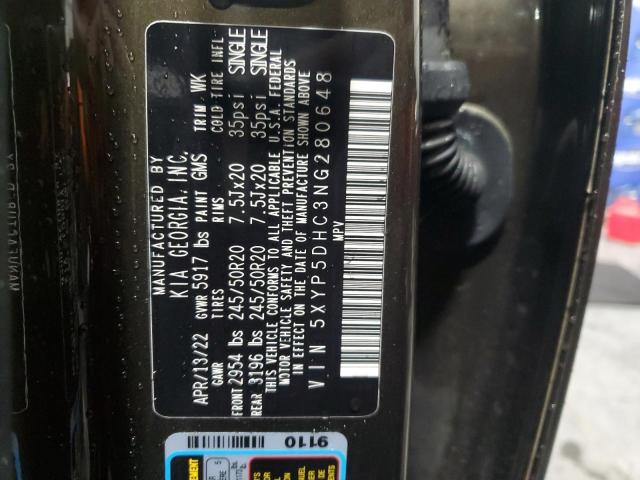 MANUFACTURED BY
KIA GEORGIA, INC.
APR/13/22 GVWR 5917 lbs PAINT GMS TRIM WK
GAWR TIRES RIMS COLD TIRE INFL
FRONT 2954 lbs 245/50R20 7.5Jx20 35psi SINGLE
REAR 3196 lbs 245/50R20 7.5Jx20 35psi SINGLE
THIS VEHICLE CONFORMS TO ALL APPLICABLE U.S.A. FEDERAL
MOTOR VEHICLE SAFETY AND THEFT PREVENTION STANDARDS
IN EFFECT ON THE DATE OF MANUFACTURE SHOWN ABOVE
VIN 5XYP5DHC3NG280648
MPV
9110